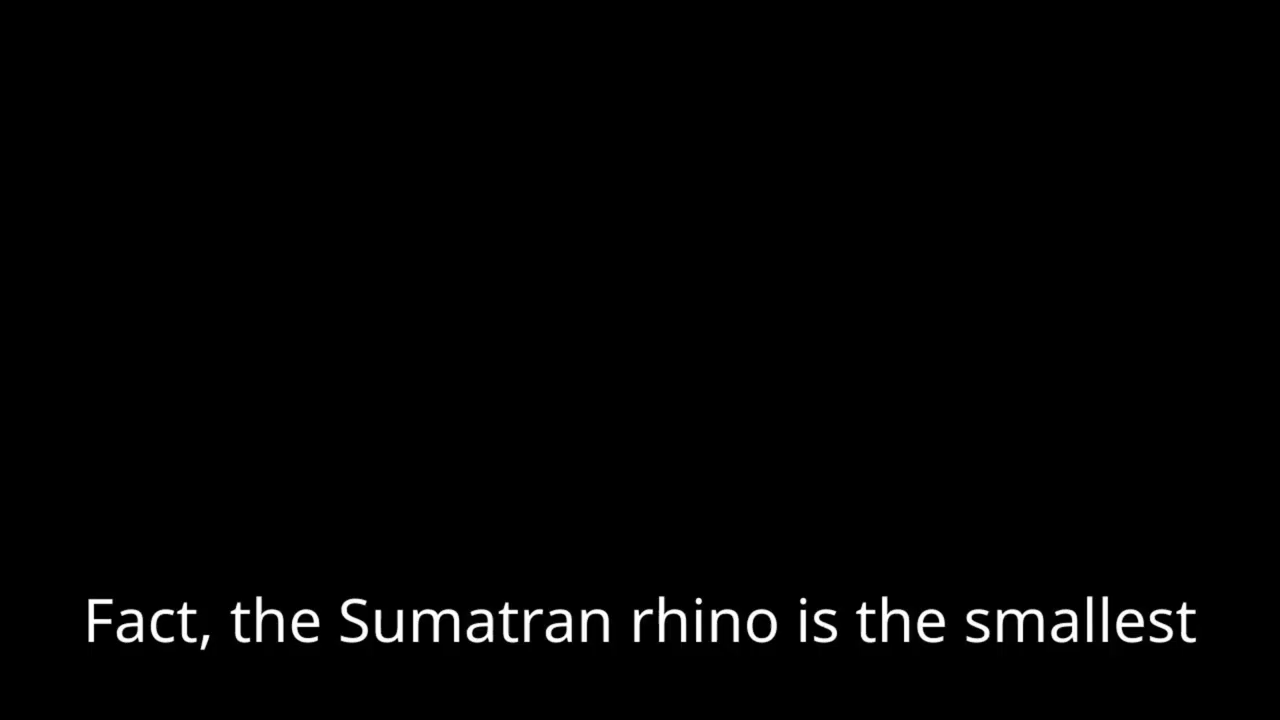 Fact, the Sumatran rhino is the smallest